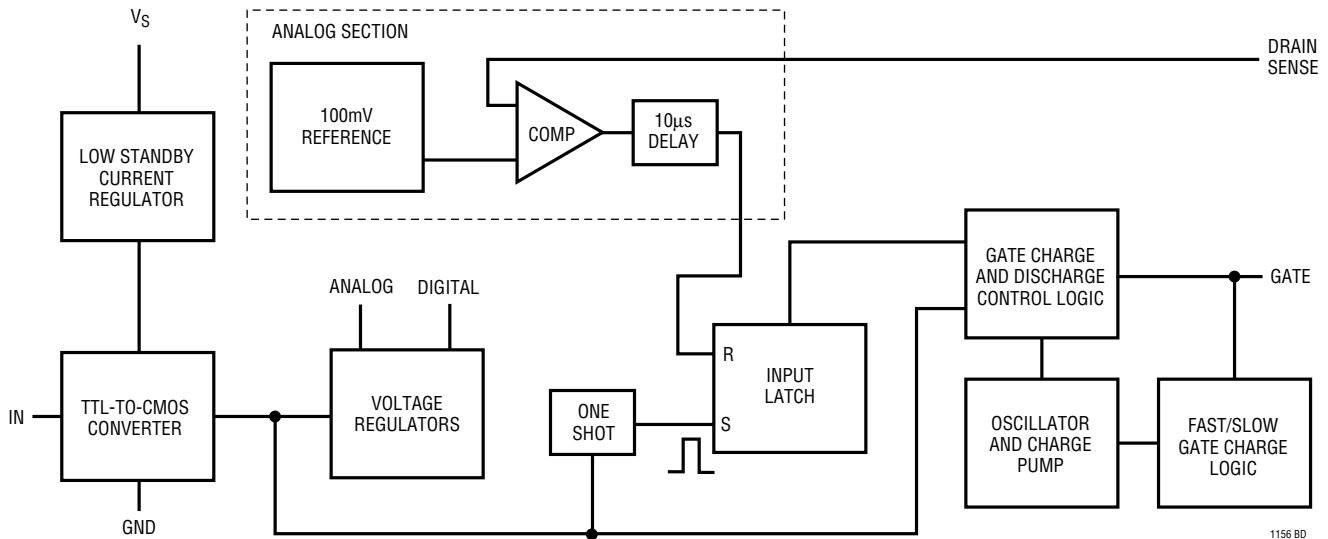 VS
ANALOG SECTION
DRAIN
SENSE
100mV
REFERENCE
COMP
10μs
DELAY
LOW STANDBY
CURRENT
REGULATOR
GATE CHARGE
AND DISCHARGE
CONTROL LOGIC
GATE
ANALOG
DIGITAL
R
INPUT
LATCH
S
IN
TTL-TO-CMOS
CONVERTER
VOLTAGE
REGULATORS
ONE
SHOT
OSCILLATOR
AND CHARGE
PUMP
FAST/SLOW
GATE CHARGE
LOGIC
GND
1156 BD